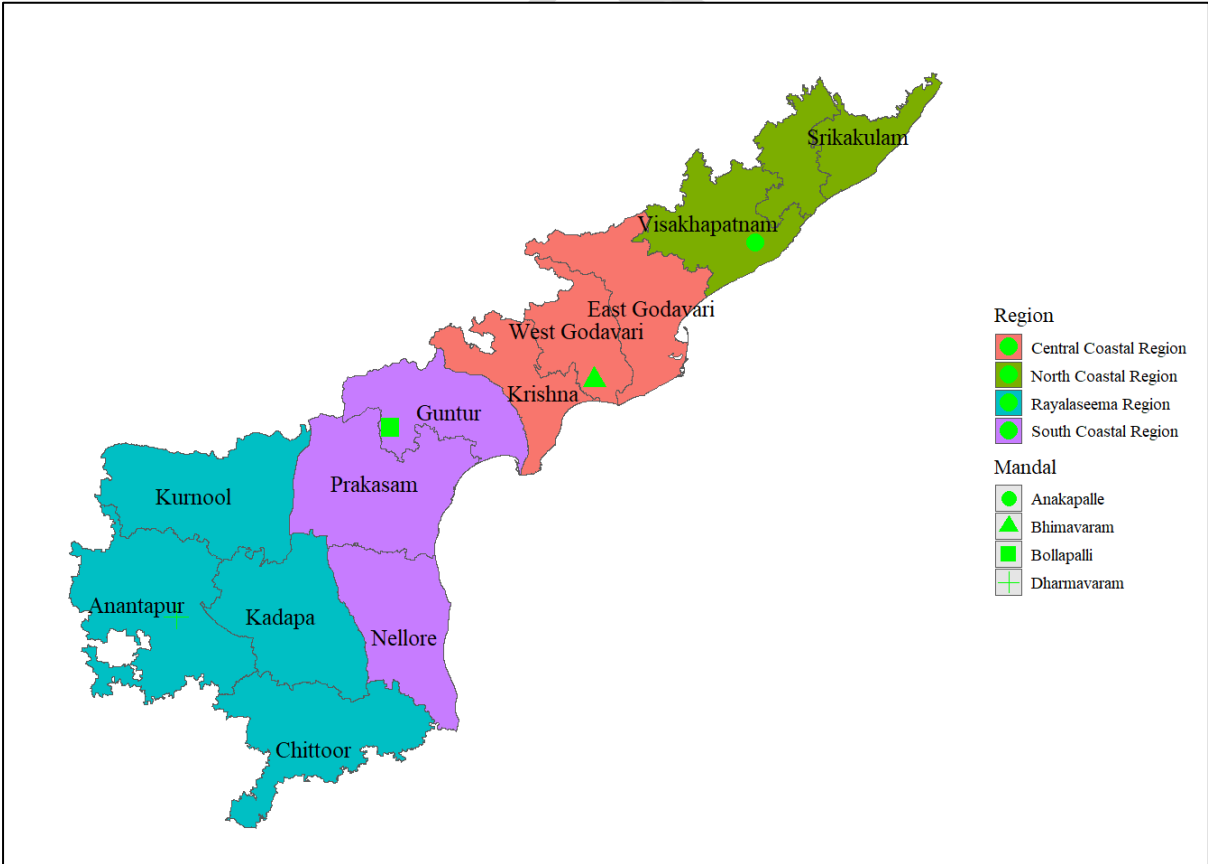 Srikakulam
Visakhapatnam
East Godavari
West Godavari
Krishna
Guntur
Prakasam
Kurnool
Anantapur
Kadapa
Nellore
Chittoor
Region
Central Coastal Region
North Coastal Region
Rayalaseema Region
South Coastal Region
Mandal
Anakapalle
Bhimavaram
Bollapalli
Dharmavaram